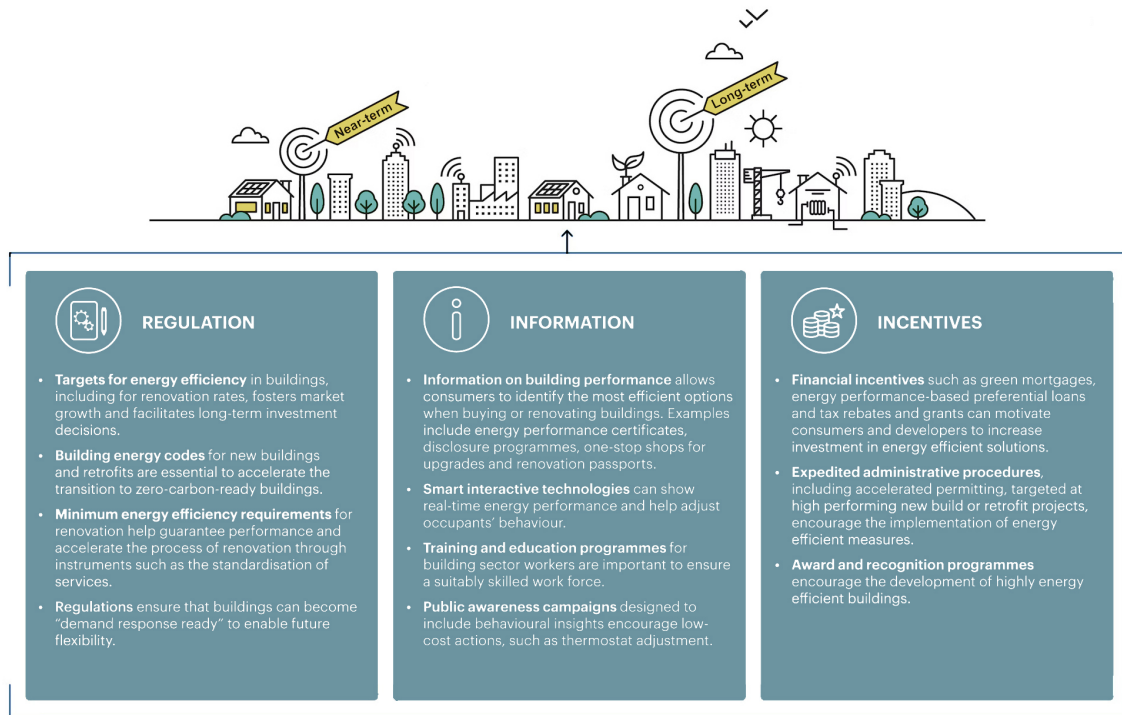 Near-term
Long-term
REGULATION
• Targets for energy efficiency in buildings,
including for renovation rates, fosters market
growth and facilitates long-term investment
decisions.
• Building energy codes for new buildings
and retrofits are essential to accelerate the
transition to zero-carbon-ready buildings.
• Minimum energy efficiency requirements for
renovation help guarantee performance and
accelerate the process of renovation through
instruments such as the standardisation of
services.
• Regulations ensure that buildings can become
“demand response ready” to enable future
flexibility.
INFORMATION
• Information on building performance allows
consumers to identify the most efficient options
when buying or renovating buildings. Examples
include energy performance certificates,
disclosure programmes, one-stop shops for
upgrades and renovation passports.
• Smart interactive technologies can show
real-time energy performance and help adjust
occupants’ behaviour.
• Training and education programmes for
building sector workers are important to ensure
a suitably skilled work force.
• Public awareness campaigns designed to
include behavioural insights encourage low-
cost actions, such as thermostat adjustment.
INCENTIVES
• Financial incentives such as green mortgages,
energy performance-based preferential loans
and tax rebates and grants can motivate
consumers and developers to increase
investment in energy efficient solutions.
• Expedited administrative procedures,
including accelerated permitting, targeted at
high performing new build or retrofit projects,
encourage the implementation of energy
efficient measures.
• Award and recognition programmes
encourage the development of highly energy
efficient buildings.